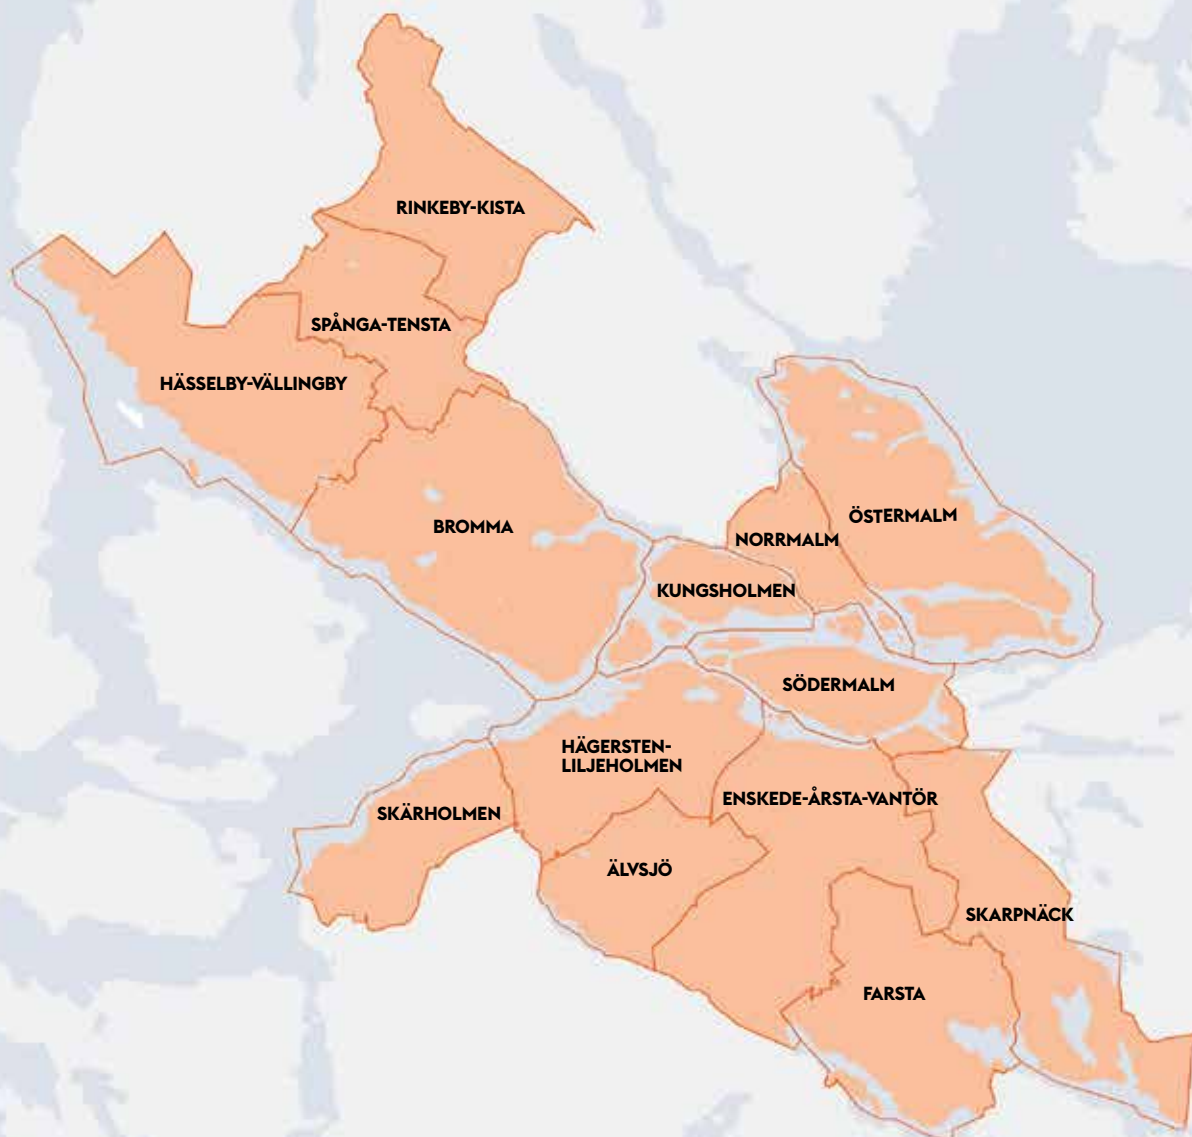 RINKEBY-KISTA
SPÅNGA-TENSTA
HÄSSELBY-VÄLLINGBY
BROMMA
ÖSTERMALM
NORRMALM
KUNGSHOLMEN
SÖDERMALM
HÄGERSTEN-
LILJEHOLMEN
ENSKEDE-ÅRSTA-VANTÖR
SKÄRHOLMEN
ÄLVSJÖ
SKARPNÄCK
FARSTA